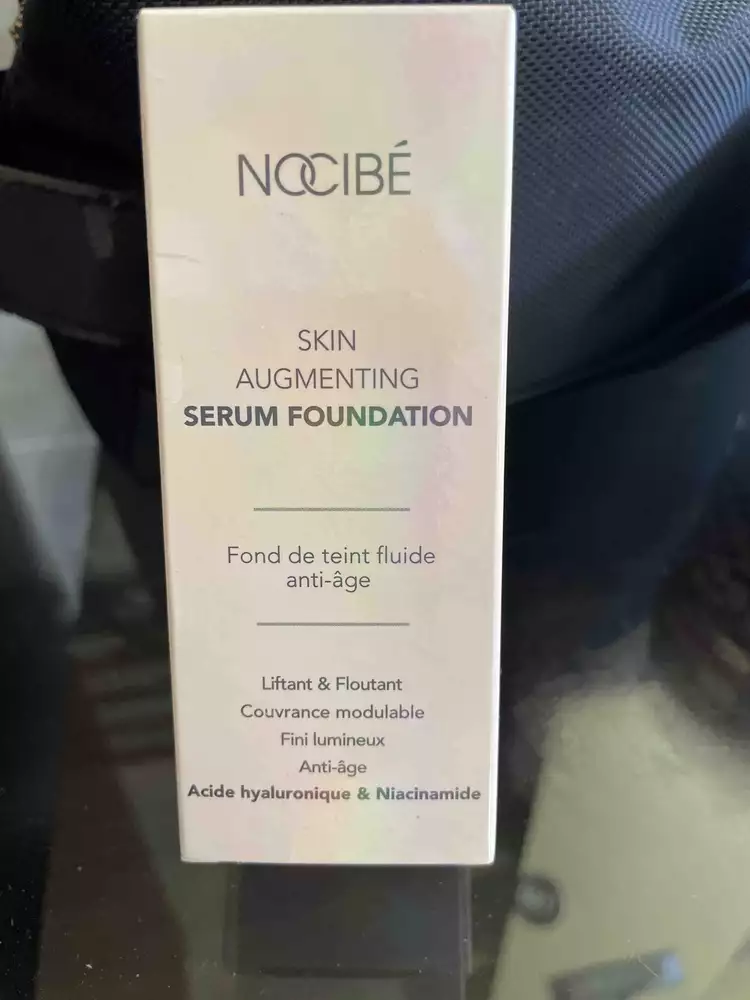 NOCIBÉ
SKIN
AUGMENTING
SERUM FOUNDATION
Fond de teint fluide
anti-âge
Liftant & Floutant
Couvrance modulable
Fini lumineux
Anti-âge
Acide hyaluronique & Niacinamide